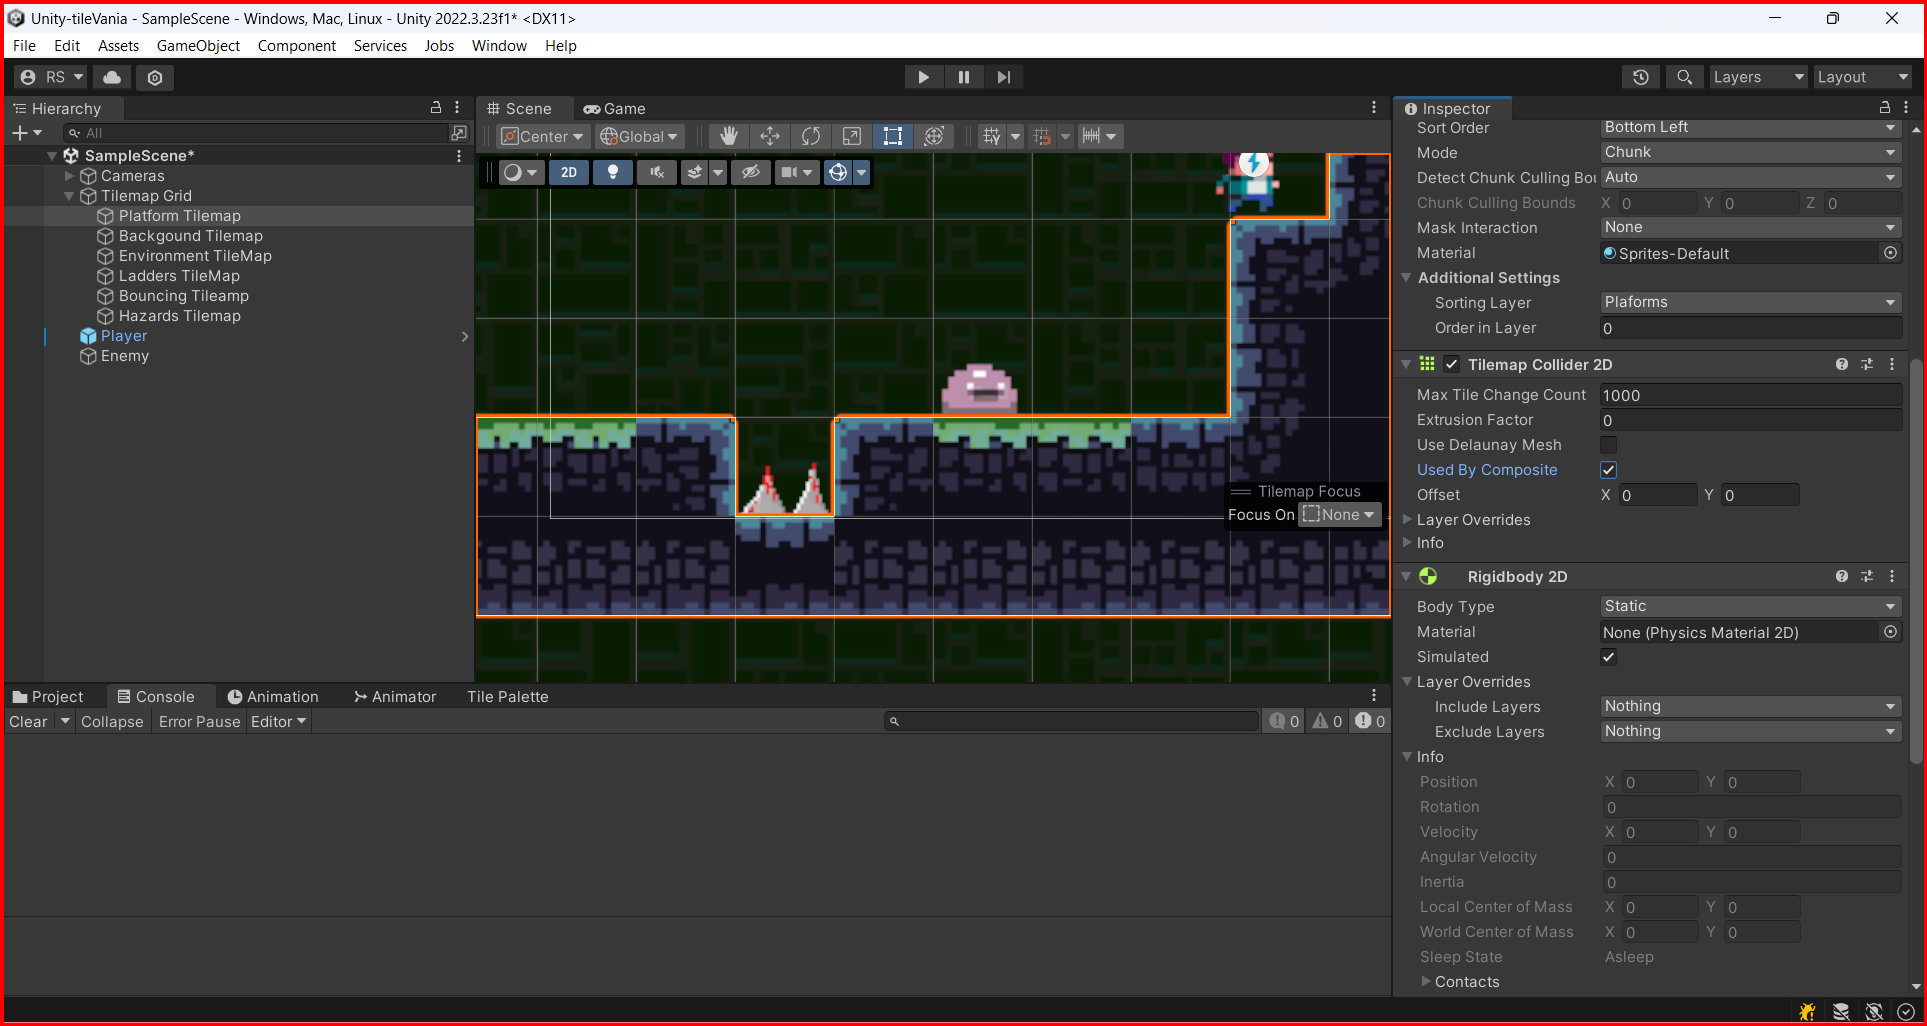 Unity-tileVania - SampleScene - Windows, Mac, Linux - Unity 2022.3.23f1* <DX11>
File Edit Assets GameObject Component Services Jobs Window Help
RS Layers Layout
Hierarchy
All
SampleScene*
Cameras
Tilemap Grid
Platform Tilemap
Backgound Tilemap
Environment TileMap
Ladders TileMap
Bouncing Tileamp
Hazards Tilemap
Player
Enemy
Scene Game
Center Global
2D
Tilemap Focus
Focus On None
Project Console Animation Animator Tile Palette
Clear Collapse Error Pause Editor 0 0 0
Inspector
Sort Order Bottom Left
Mode Chunk
Detect Chunk Culling Bou Auto
Chunk Culling Bounds X 0 Y 0 Z 0
Mask Interaction None
Material Sprites-Default
Additional Settings
Sorting Layer Plaforms
Order in Layer 0
Tilemap Collider 2D
Max Tile Change Count 1000
Extrusion Factor 0
Use Delaunay Mesh
Used By Composite
Offset X 0 Y 0
Layer Overrides
Info
Rigidbody 2D
Body Type Static
Material None (Physics Material 2D)
Simulated
Layer Overrides
Include Layers Nothing
Exclude Layers Nothing
Info
Position X 0 Y 0
Rotation 0
Velocity X 0 Y 0
Angular Velocity 0
Inertia 0
Local Center of Mass X 0 Y 0
World Center of Mass X 0 Y 0
Sleep State Asleep
Contacts